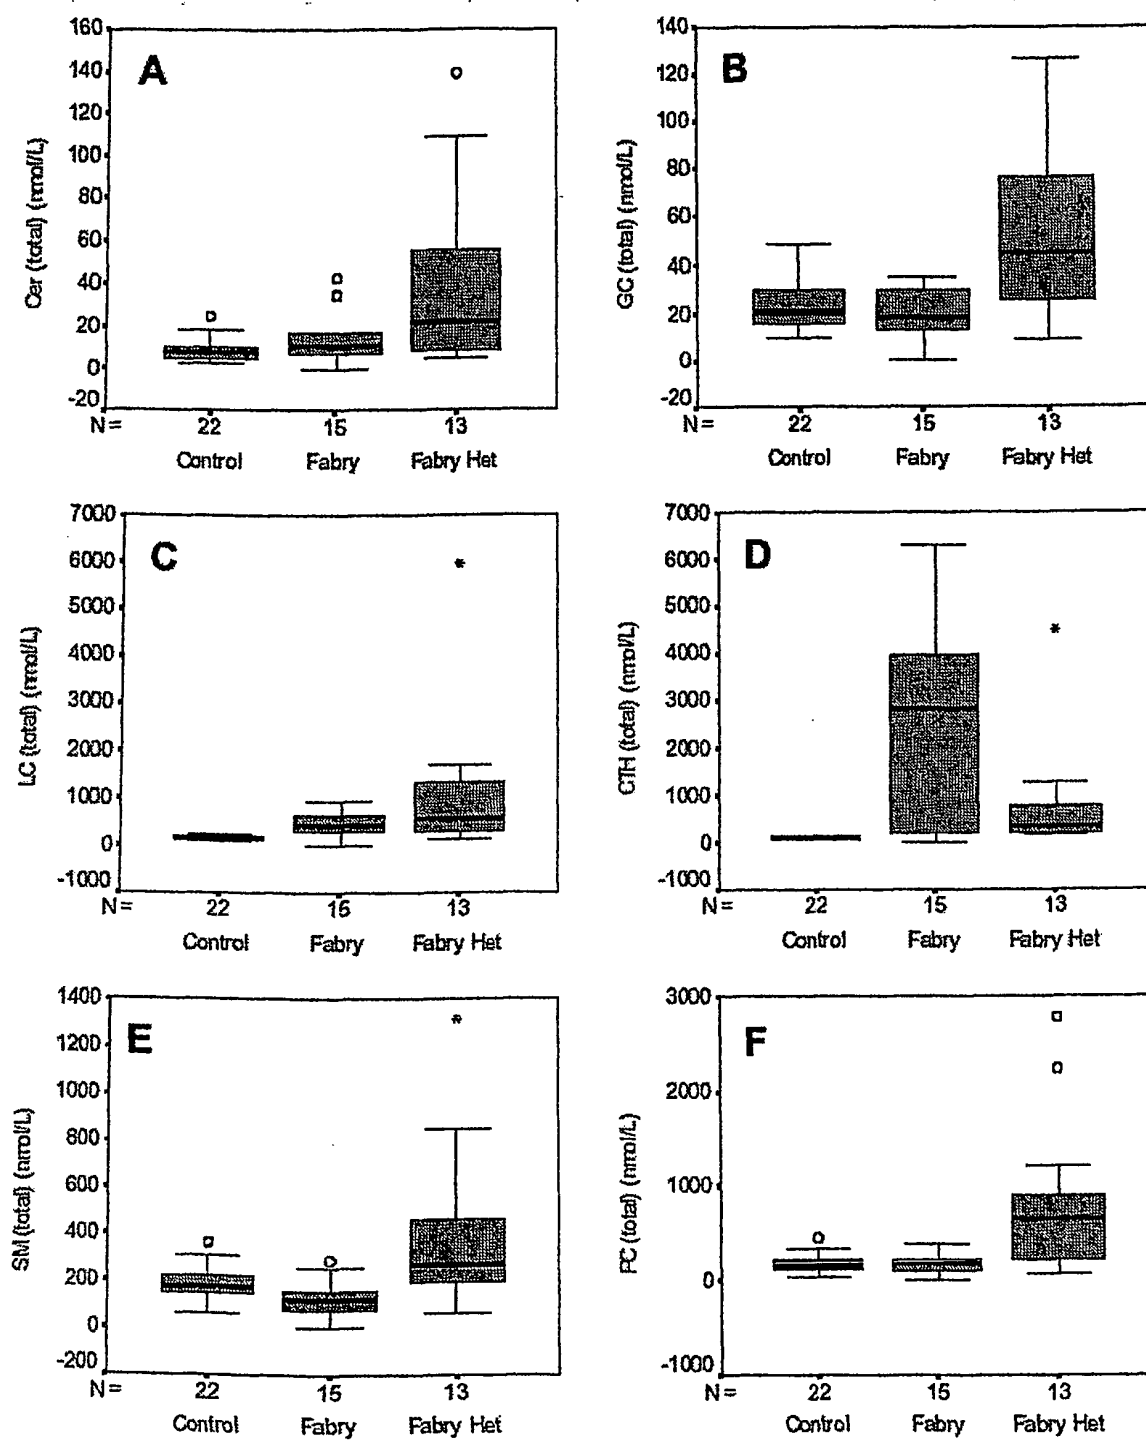 A
Cer (total) (nmol/L)
160
140
120
100
80
60
40
20
0
-20
N= 22 15 13
Control Fabry Fabry Het
B
GC (total) (nmol/L)
140
120
100
80
60
40
20
0
-20
N= 22 15 13
Control Fabry Fabry Het
C
LC (total) (nmol/L)
7000
6000
5000
4000
3000
2000
1000
0
-1000
N= 22 15 13
Control Fabry Fabry Het
D
CTH (total) (nmol/L)
7000
6000
5000
4000
3000
2000
1000
0
-1000
N= 22 15 13
Control Fabry Fabry Het
E
SM (total) (nmol/L)
1400
1200
1000
800
600
400
200
0
-200
N= 22 15 13
Control Fabry Fabry Het
F
PC (total) (nmol/L)
3000
2000
1000
0
-1000
N= 22 15 13
Control Fabry Fabry Het